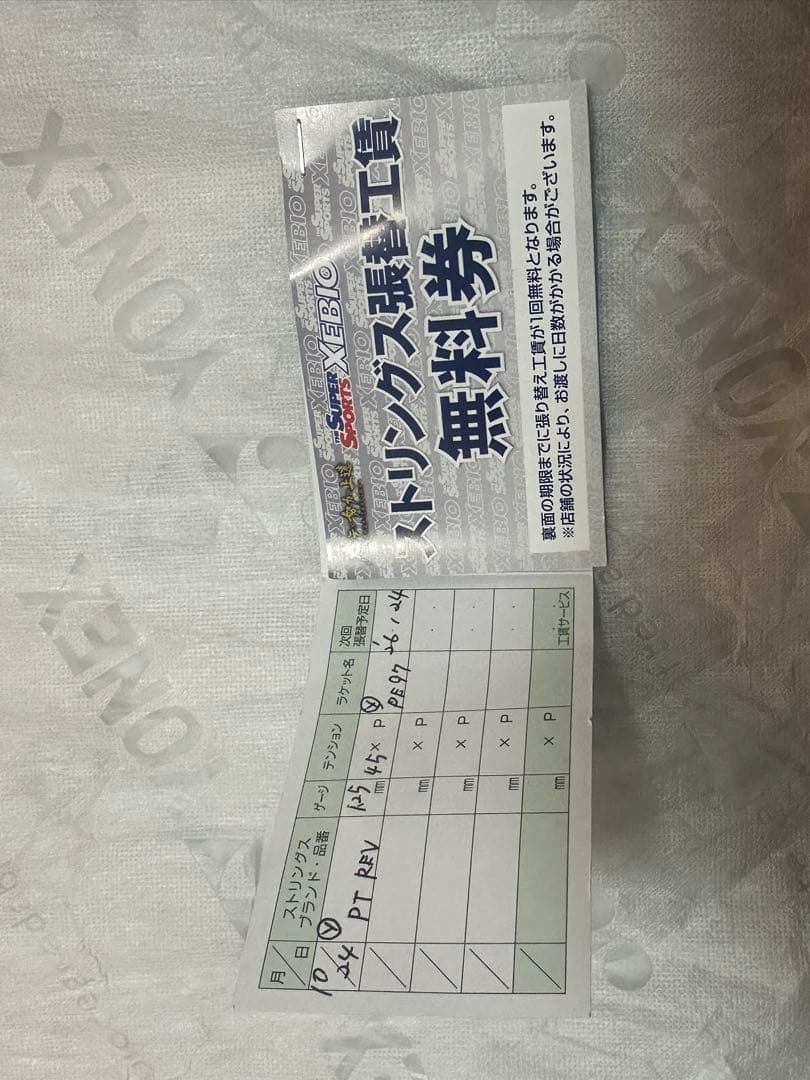 THE SUPER SPORTS XEBIO
ストリングス張替工賃
無料券
裏面の期限までに張り替え工賃が1回無料となります。
※店舗の状況により、お渡しに日数がかかる場合がございます。
月／日 ストリングス ブランド・品番 ゲージ テンション ラケット名 次回 張替予定日
10／24 Ⓨ PT REV 125 mm 45 × P Ⓨ PE97 '26 1 24
／ mm × P . .
／ mm × P . .
／ mm × P . .
／ mm × P 工賃サービス
YONEX
YONEX
YONEX
YONEX